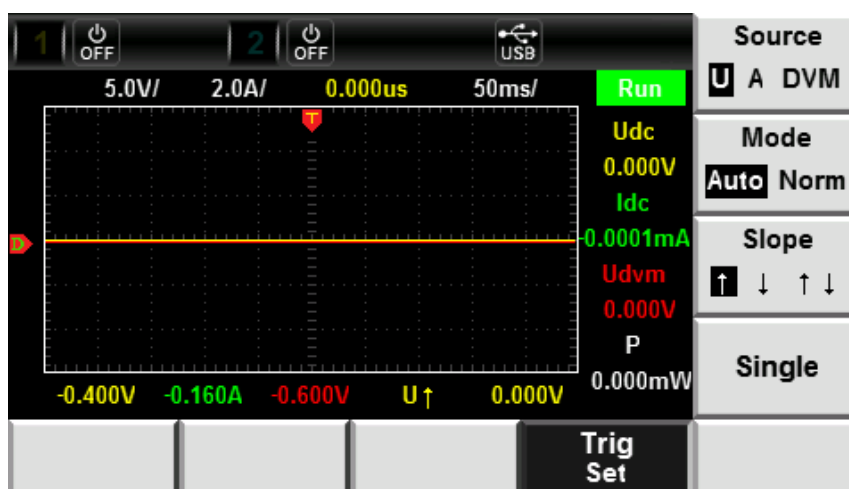 1 OFF 2 OFF USB
5.0V/ 2.0A/ 0.000us 50ms/ Run
T
D
Udc
0.000V
Idc
-0.0001mA
Udvm
0.000V
P
0.000mW
-0.400V -0.160A -0.600V U↑ 0.000V
Source
U A DVM
Mode
Auto Norm
Slope
↑ ↓ ↑↓
Single
Trig
Set